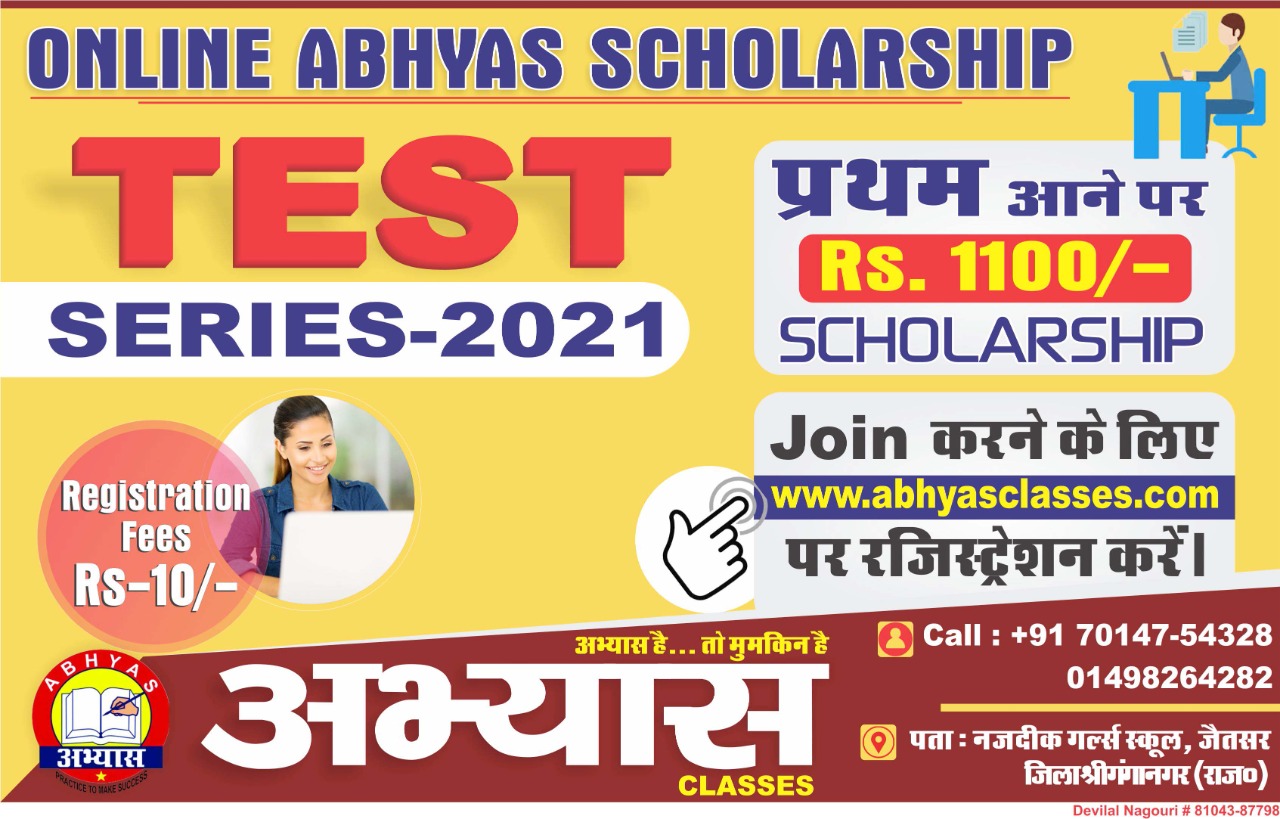 ONLINE ABHYAS SCHOLARSHIP
TEST
SERIES-2021
प्रथम आने पर
Rs. 1100/-
SCHOLARSHIP
Join करने के लिए
www.abhyasclasses.com
पर रजिस्ट्रेशन करें।
Registration
Fees
Rs-10/-
अभ्यास है... तो मुमकिन है
अभ्यास
CLASSES
ABHYAS
अभ्यास
PRACTICE TO MAKE SUCCESS
Call : +91 70147-54328
01498264282
पता : नजदीक गर्ल्स स्कूल, जैतसर
जिलाश्रीगंगानगर (राज०)
Devilal Nagouri # 81043-87798